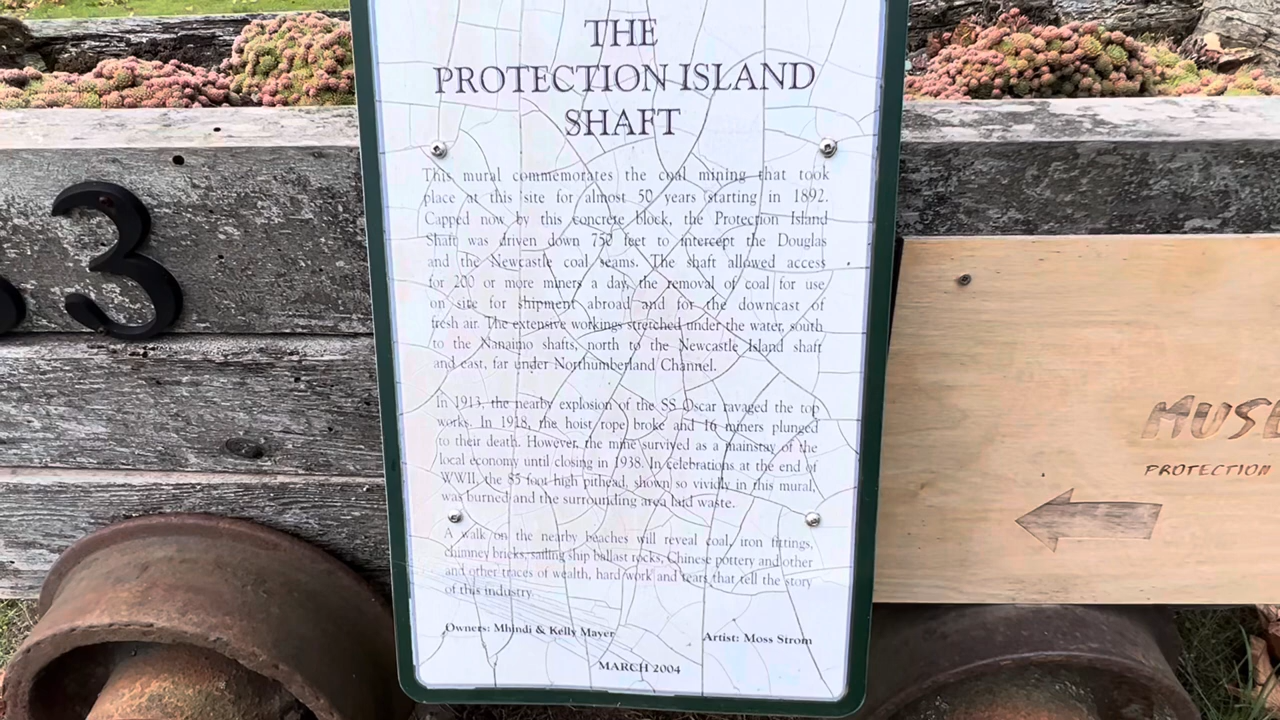 THE
PROTECTION ISLAND
SHAFT
This mural commemorates the coal mining that took
place at this site for almost 50 years starting in 1892.
Capped now by this concrete block, the Protection Island
Shaft was driven down 750 feet to intercept the Douglas
and the Newcastle coal seams. The shaft allowed access
for 200 or more miners a day, the removal of coal for use
on site for shipment abroad and for the downcast of
fresh air. The extensive workings stretched under the water, south
to the Nanaimo shafts, north to the Newcastle Island shaft
and east, far under Northumberland Channel.
In 1913, the nearby explosion of the SS Oscar ravaged the top
works. In 1918, the hoist rope broke and 16 miners plunged
to their death. However, the mine survived as a mainstay of the
local economy until closing in 1938. In celebrations at the end of
WWII, the 85 foot high pithead, shown so vividly in this mural,
was burned and the surrounding area laid waste.
A walk on the nearby beaches will reveal coal, iron fittings,
chimney bricks, sailing ship ballast rocks, Chinese pottery and other
and other traces of wealth, hard work and tears that tell the story
of this industry.
Owners: Mhindi & Kelly Mayer
Artist: Moss Strom
MARCH 2004
3
PROTECTION